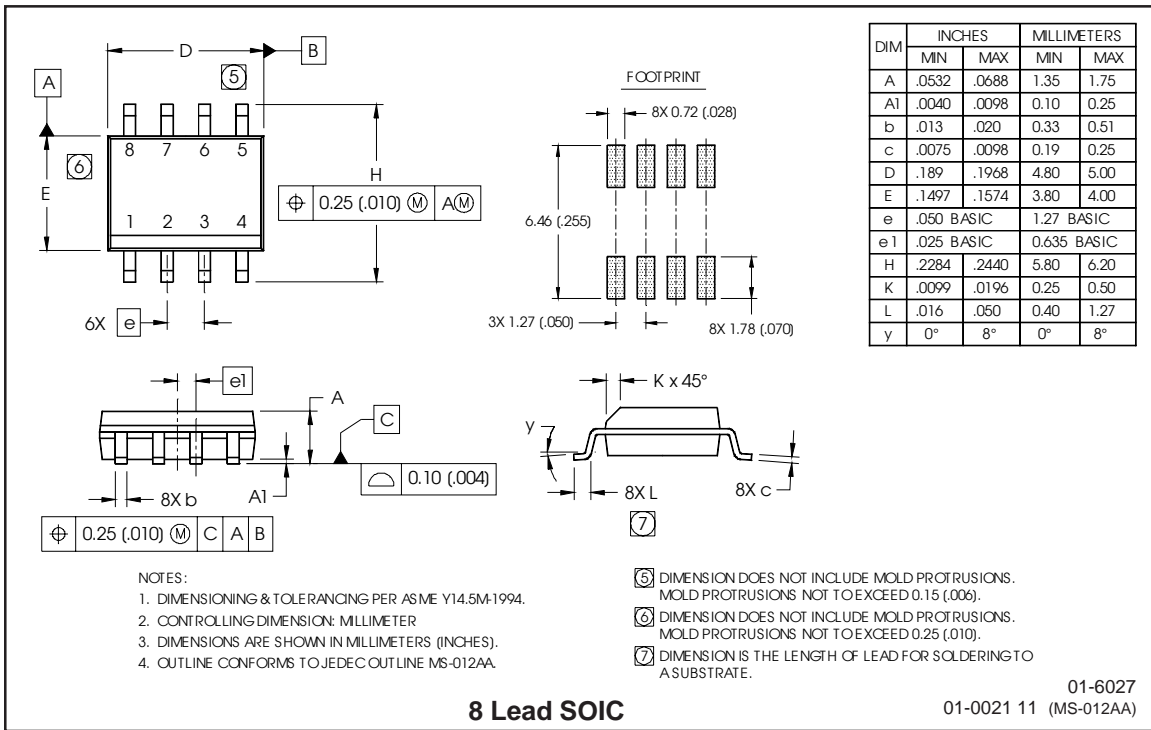 D
B
5
A
8 7 6 5
6
E
H
⌖ 0.25 (.010) Ⓜ AⓂ
1 2 3 4
6X e
FOOTPRINT
8X 0.72 (.028)
6.46 (.255)
3X 1.27 (.050)
8X 1.78 (.070)
DIM INCHES MILLIMETERS
MIN MAX MIN MAX
A .0532 .0688 1.35 1.75
A1 .0040 .0098 0.10 0.25
b .013 .020 0.33 0.51
c .0075 .0098 0.19 0.25
D .189 .1968 4.80 5.00
E .1497 .1574 3.80 4.00
e .050 BASIC 1.27 BASIC
e1 .025 BASIC 0.635 BASIC
H .2284 .2440 5.80 6.20
K .0099 .0196 0.25 0.50
L .016 .050 0.40 1.27
y 0° 8° 0° 8°
e1
A
C
0.10 (.004)
8X b
A1
⌖ 0.25 (.010) Ⓜ C A B
K x 45°
y
8X L
8X c
7
NOTES:
1. DIMENSIONING & TOLERANCING PER ASME Y14.5M-1994.
2. CONTROLLING DIMENSION: MILLIMETER
3. DIMENSIONS ARE SHOWN IN MILLIMETERS (INCHES).
4. OUTLINE CONFORMS TO JEDEC OUTLINE MS-012AA.
5 DIMENSION DOES NOT INCLUDE MOLD PROTRUSIONS.
MOLD PROTRUSIONS NOT TO EXCEED 0.15 (.006).
6 DIMENSION DOES NOT INCLUDE MOLD PROTRUSIONS.
MOLD PROTRUSIONS NOT TO EXCEED 0.25 (.010).
7 DIMENSION IS THE LENGTH OF LEAD FOR SOLDERING TO
A SUBSTRATE.
8 Lead SOIC
01-6027
01-0021 11 (MS-012AA)